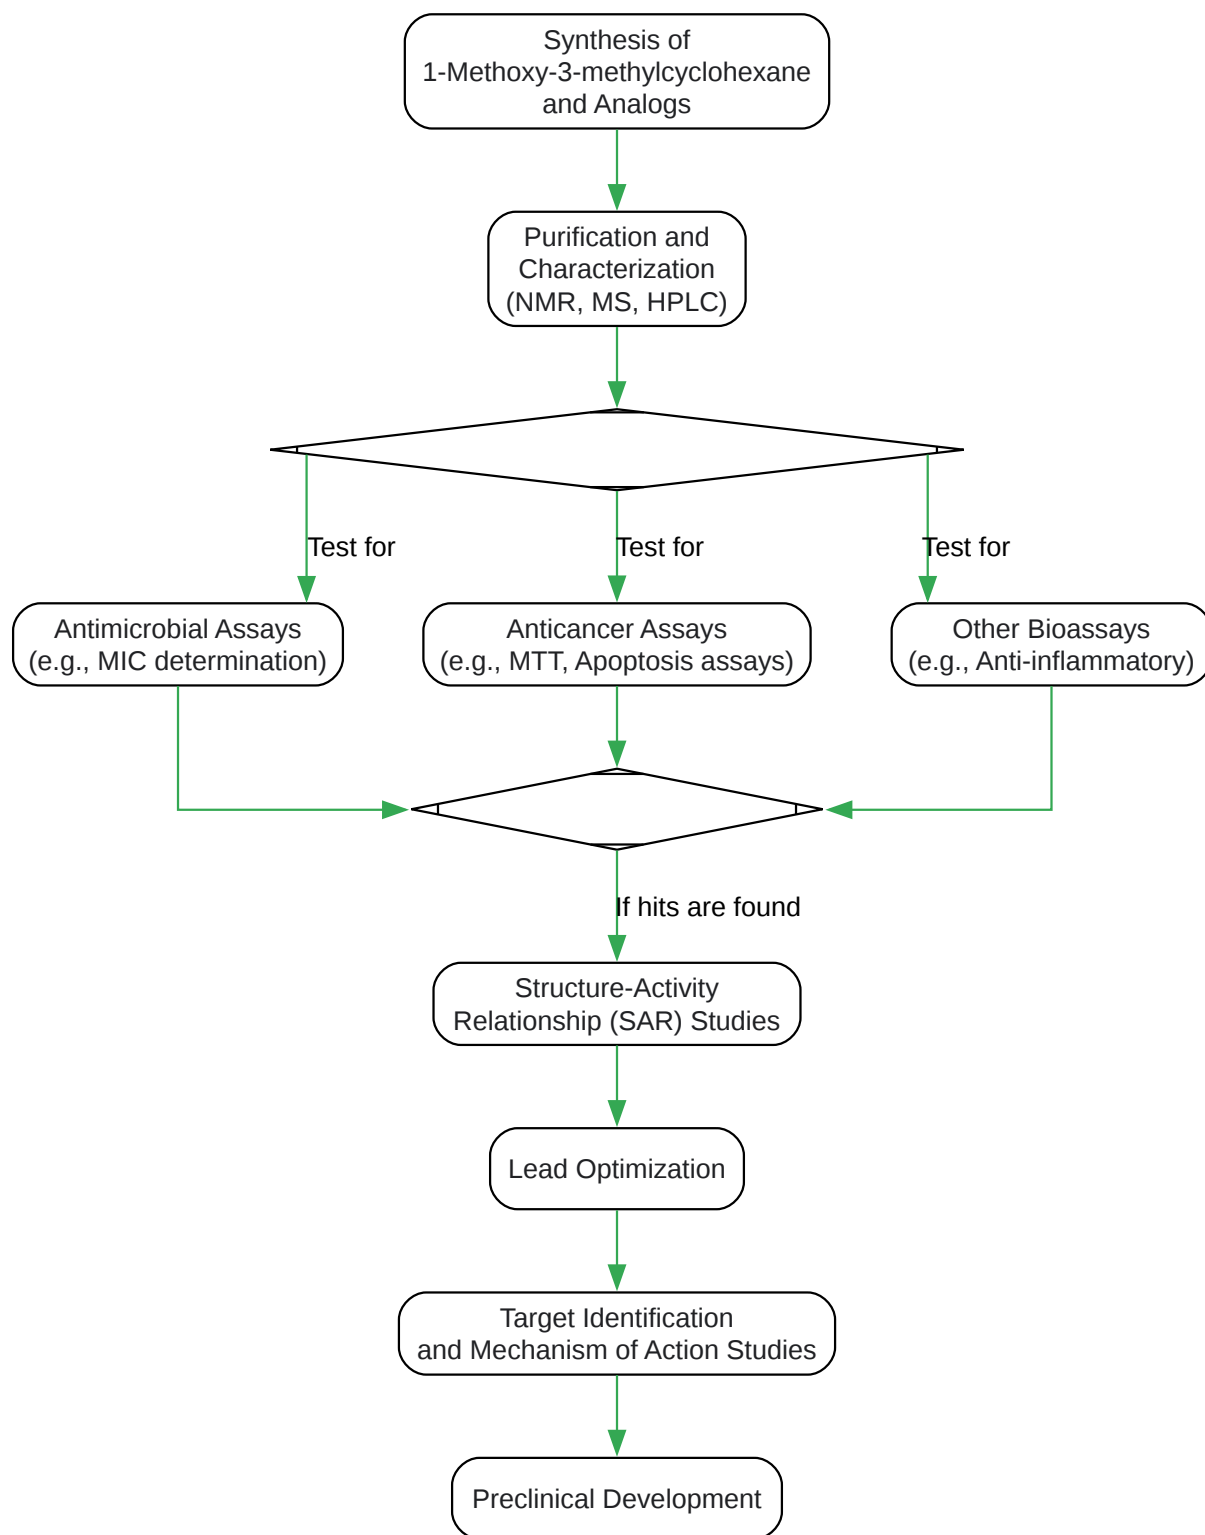 Synthesis of
1-Methoxy-3-methylcyclohexane
and Analogs
Purification and
Characterization
(NMR, MS, HPLC)
Test for
Test for
Test for
Antimicrobial Assays
(e.g., MIC determination)
Anticancer Assays
(e.g., MTT, Apoptosis assays)
Other Bioassays
(e.g., Anti-inflammatory)
If hits are found
Structure-Activity
Relationship (SAR) Studies
Lead Optimization
Target Identification
and Mechanism of Action Studies
Preclinical Development